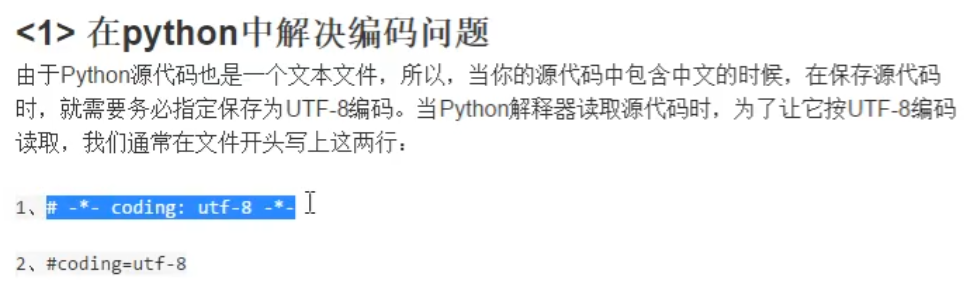 <1> 在python中解决编码问题
由于Python源代码也是一个文本文件，所以，当你的源代码中包含中文的时候，在保存源代码
时，就需要务必指定保存为UTF-8编码。当Python解释器读取源代码时，为了让它按UTF-8编码
读取，我们通常在文件开头写上这两行：
1、# -*- coding: utf-8 -*-
2、#coding=utf-8